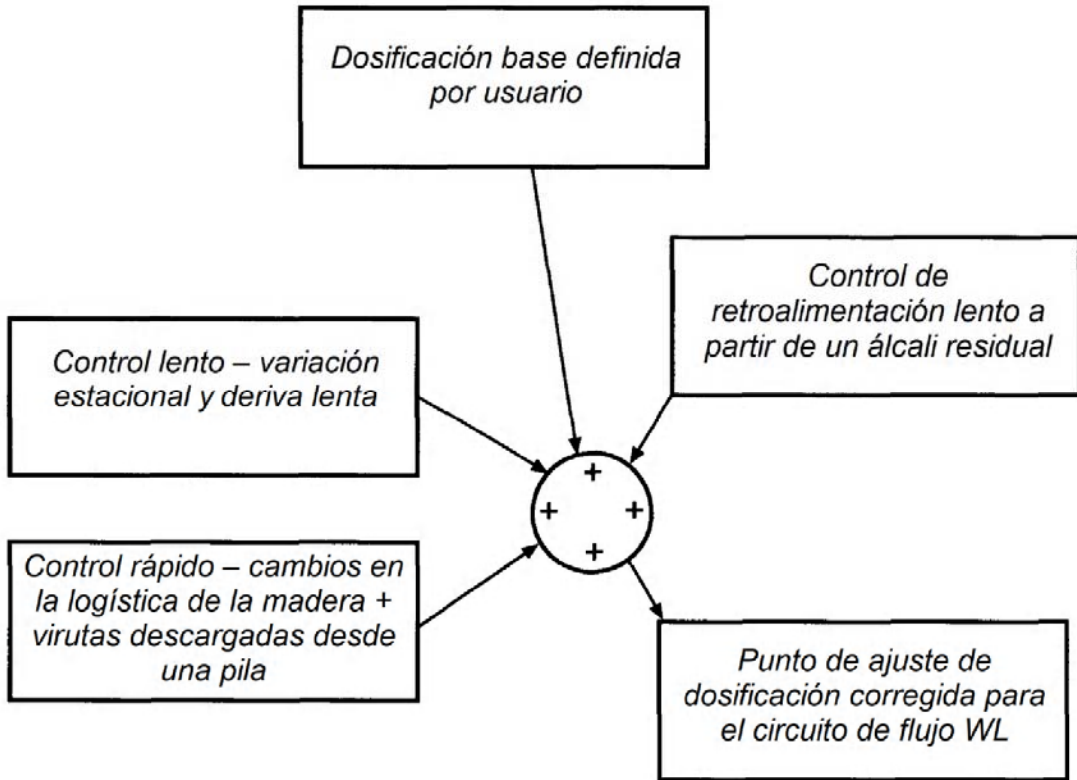 Dosificación base definida
por usuario
Control de
retroalimentación lento a
partir de un álcali residual
Control lento – variación
estacional y deriva lenta
+
+ +
+
Control rápido – cambios en
la logística de la madera +
virutas descargadas desde
una pila
Punto de ajuste de
dosificación corregida para
el circuito de flujo WL